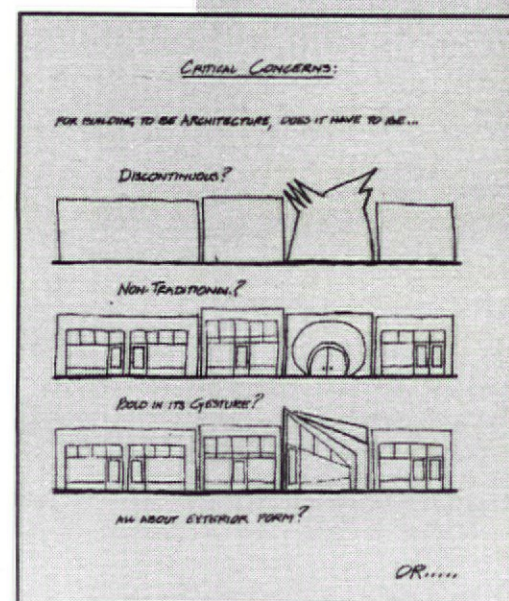 CRITICAL CONCERNS:
FOR BUILDING TO BE ARCHITECTURE, DOES IT HAVE TO BE...
DISCONTINUOUS?
NON-TRADITIONAL?
BOLD IN ITS GESTURE?
ALL ABOUT EXTERIOR FORM?
OR.....